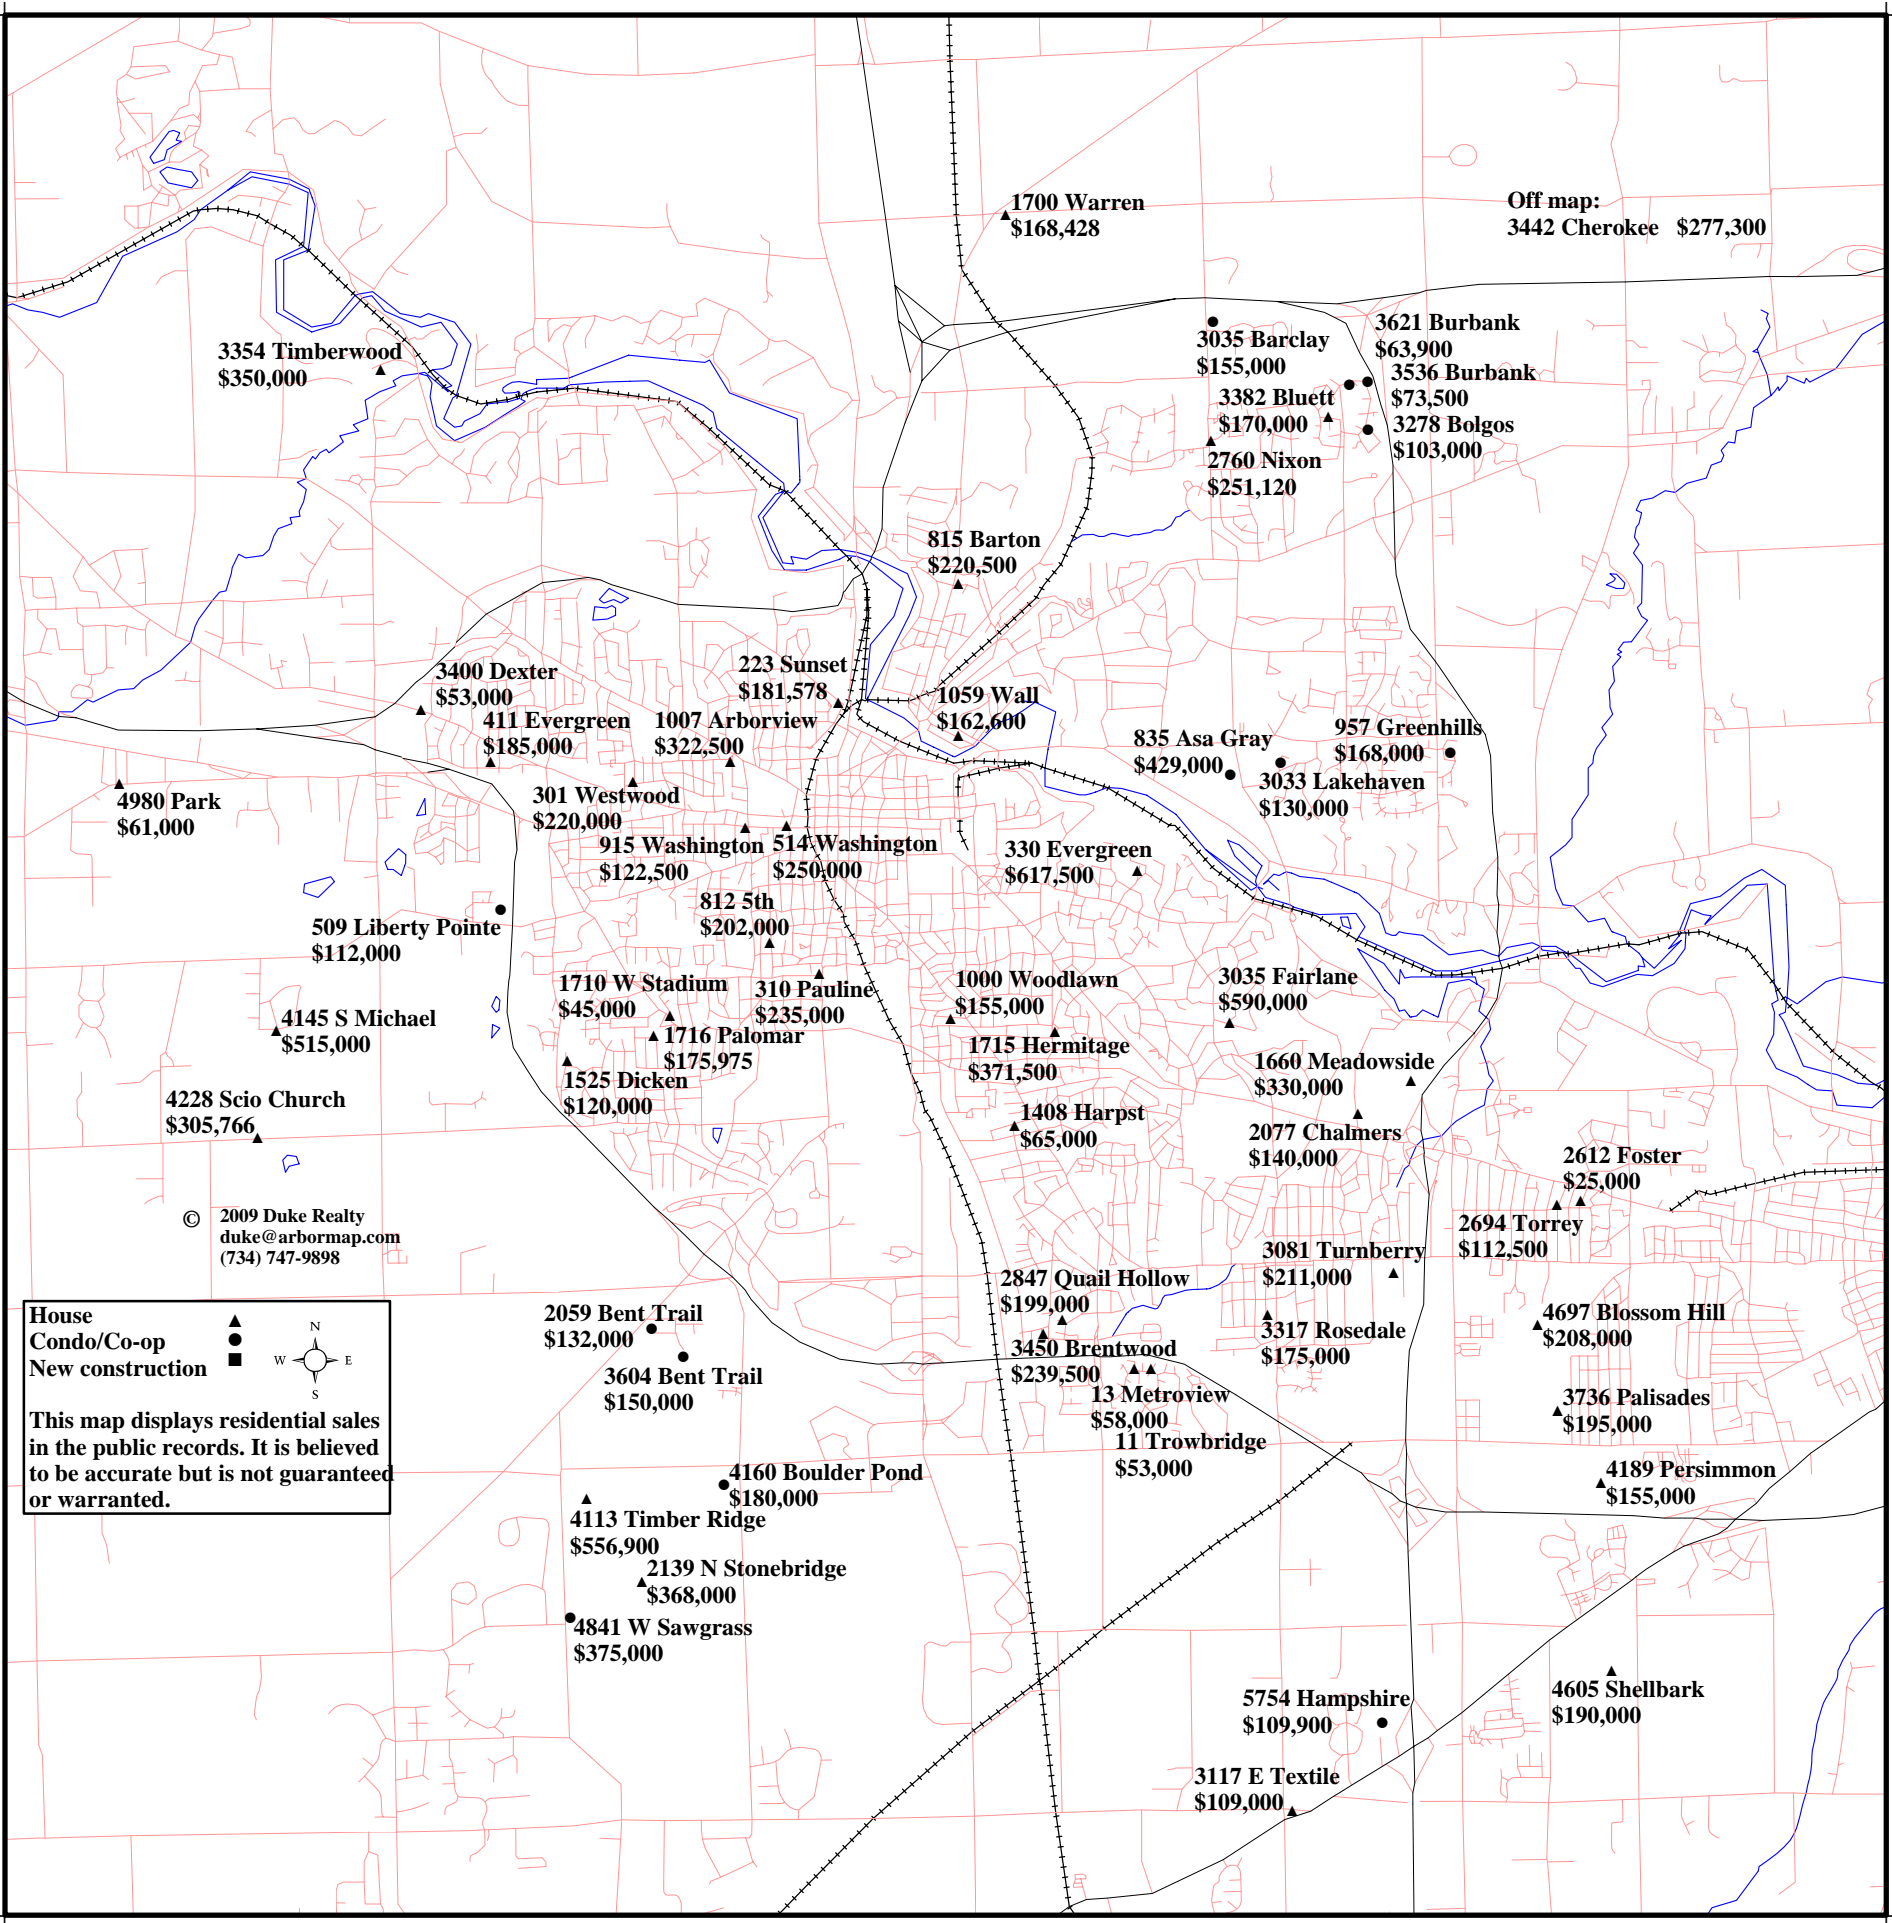 1700 Warren
$168,428
Off map:
3442 Cherokee $277,300
3354 Timberwood
$350,000
3035 Barclay
$155,000
3621 Burbank
$63,900
3536 Burbank
$73,500
3382 Bluett
$170,000
3278 Bolgos
$103,000
2760 Nixon
$251,120
815 Barton
$220,500
3400 Dexter
$53,000
223 Sunset
$181,578
411 Evergreen
$185,000
1007 Arborview
$322,500
1059 Wall
$162,600
835 Asa Gray
$429,000
957 Greenhills
$168,000
3033 Lakehaven
$130,000
4980 Park
$61,000
301 Westwood
$220,000
915 Washington
$122,500
514 Washington
$250,000
330 Evergreen
$617,500
812 5th
$202,000
509 Liberty Pointe
$112,000
1710 W Stadium
$45,000
310 Pauline
$235,000
1000 Woodlawn
$155,000
3035 Fairlane
$590,000
4145 S Michael
$515,000
1716 Palomar
$175,975
1715 Hermitage
$371,500
1525 Dicken
$120,000
1660 Meadowside
$330,000
4228 Scio Church
$305,766
1408 Harpst
$65,000
2077 Chalmers
$140,000
2612 Foster
$25,000
2694 Torrey
$112,500
© 2009 Duke Realty
duke@arbormap.com
(734) 747-9898
3081 Turnberry
$211,000
2847 Quail Hollow
$199,000
3450 Brentwood
$239,500
3317 Rosedale
$175,000
4697 Blossom Hill
$208,000
2059 Bent Trail
$132,000
3604 Bent Trail
$150,000
13 Metroview
$58,000
11 Trowbridge
$53,000
3736 Palisades
$195,000
4189 Persimmon
$155,000
House
Condo/Co-op
New construction
N
W E
S
This map displays residential sales
in the public records. It is believed
to be accurate but is not guaranteed
or warranted.
4160 Boulder Pond
$180,000
4113 Timber Ridge
$556,900
2139 N Stonebridge
$368,000
4841 W Sawgrass
$375,000
5754 Hampshire
$109,900
4605 Shellbark
$190,000
3117 E Textile
$109,000